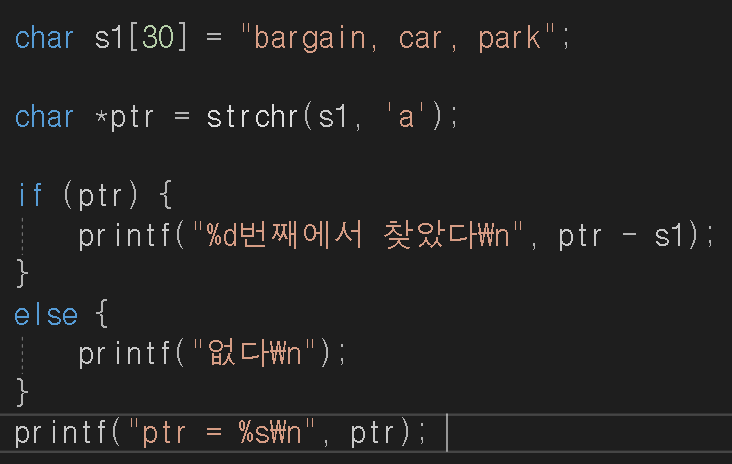 char s1[30] = "bargain, car, park";
char *ptr = strchr(s1, 'a');
if (ptr) {
printf("%d번째에서 찾았다₩n", ptr - s1);
}
else {
printf("없다₩n");
}
printf("ptr = %s₩n", ptr);